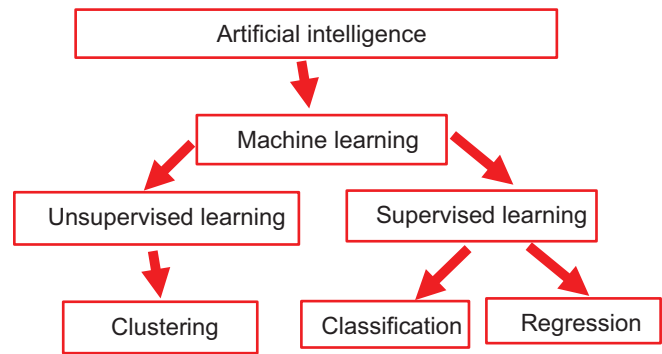 Artificial intelligence
Machine learning
Unsupervised learning
Supervised learning
Clustering
Classification
Regression